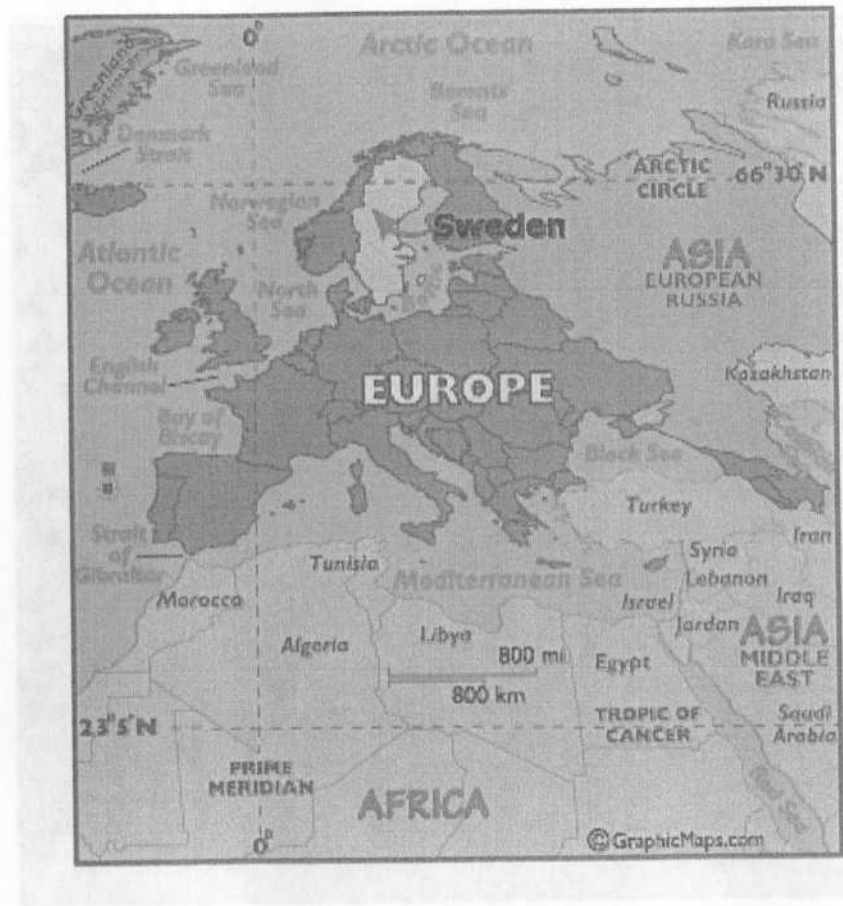 0°
Arctic Ocean
Kara Sea
Greenland
Greenland
Sea
Barents
Sea
Russia
Denmark
Strait
ARCTIC
CIRCLE
66°30'N
Norwegian
Sea
Sweden
Atlantic
Ocean
ASIA
EUROPEAN
RUSSIA
North
Sea
English
Channel
EUROPE
Kazakhstan
Bay of
Biscay
Black Sea
Turkey
Strait
of
Gibraltar
Tunisia
Mediterranean Sea
Syria
Iran
Lebanon
Morocco
Israel
Iraq
Jordan
ASIA
MIDDLE
EAST
Algeria
Libya
800 mi
800 km
Egypt
23°5'N
TROPIC OF
CANCER
Saudi
Arabia
PRIME
MERIDIAN
AFRICA
Red Sea
0°
©GraphicMaps.com